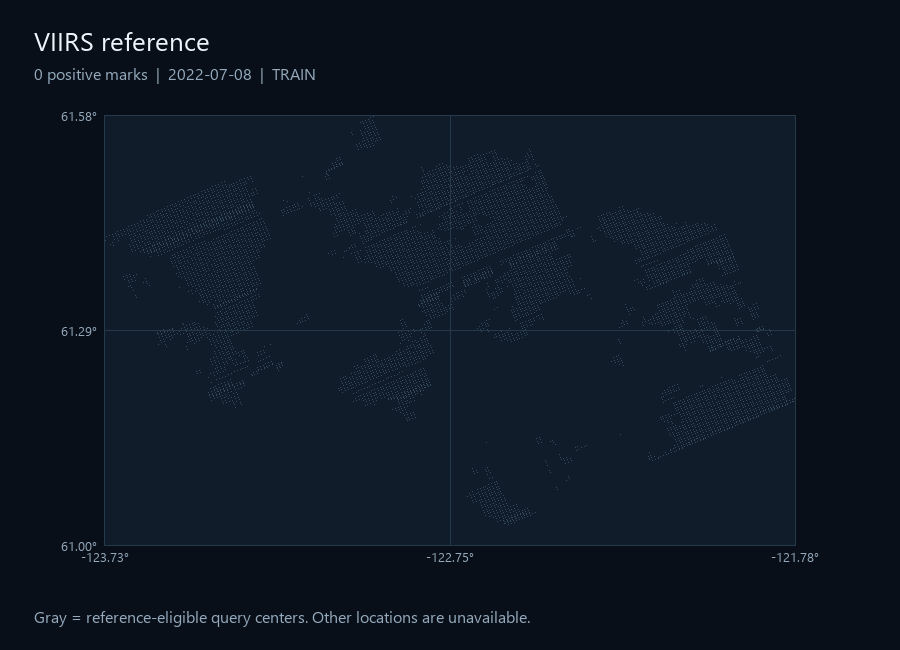 VIIRS reference
0 positive marks | 2022-07-08 | TRAIN
61.58°
61.29°
61.00°
-123.73°
-122.75°
-121.78°
Gray = reference-eligible query centers. Other locations are unavailable.